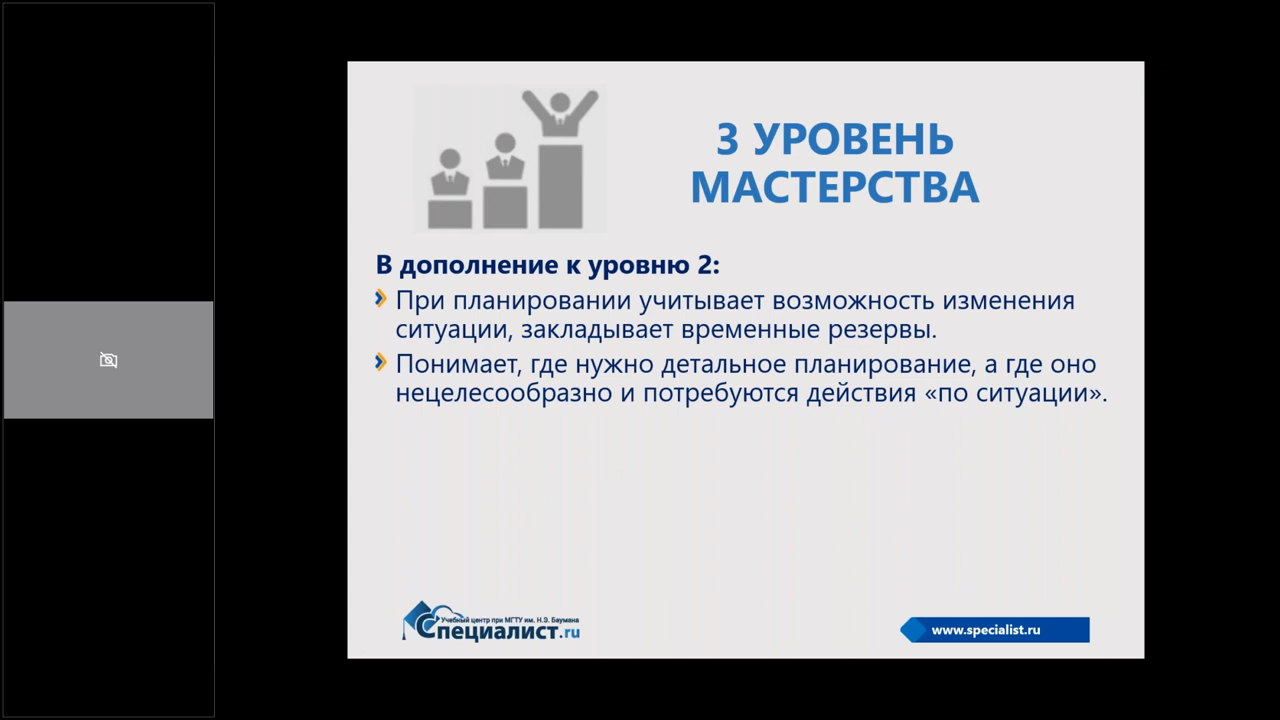 3 УРОВЕНЬ
МАСТЕРСТВА
В дополнение к уровню 2:
При планировании учитывает возможность изменения
ситуации, закладывает временные резервы.
Понимает, где нужно детальное планирование, а где оно
нецелесообразно и потребуются действия «по ситуации».
Учебный центр при МГТУ им. Н.Э. Баумана
Специалист.ru
www.specialist.ru